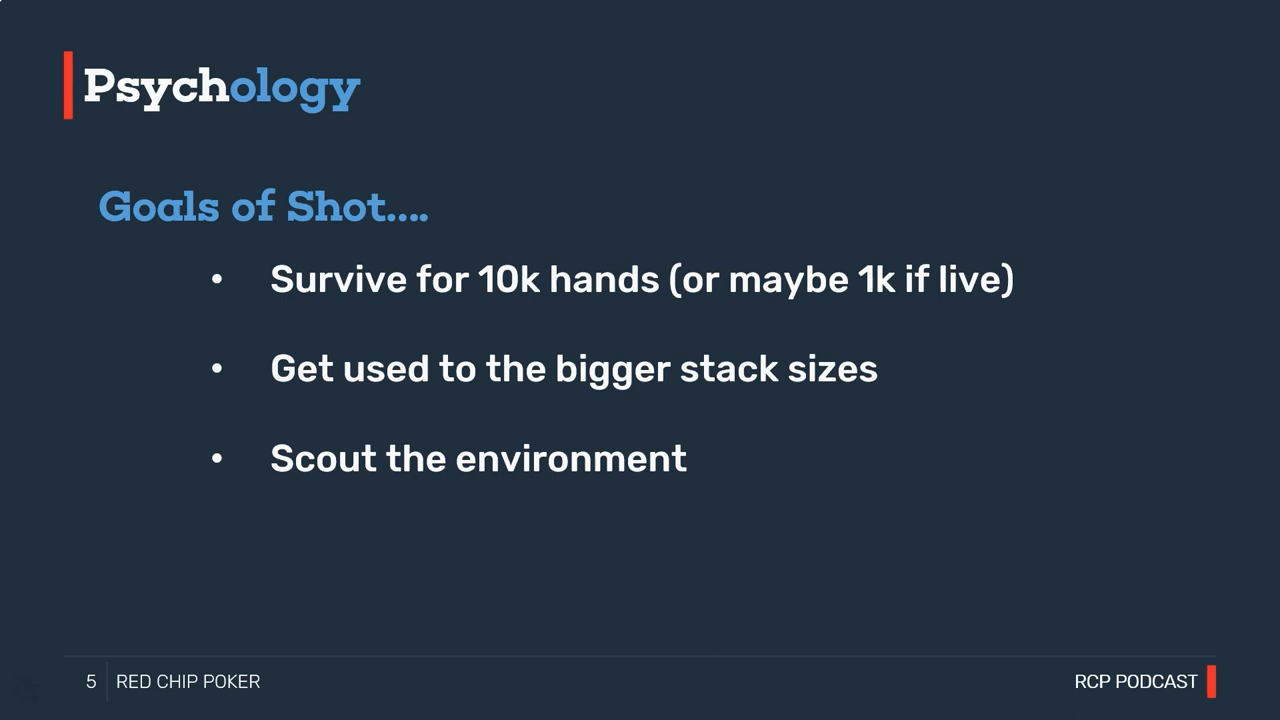 Psychology
Goals of Shot....
• Survive for 10k hands (or maybe 1k if live)
• Get used to the bigger stack sizes
• Scout the environment
5 RED CHIP POKER
RCP PODCAST